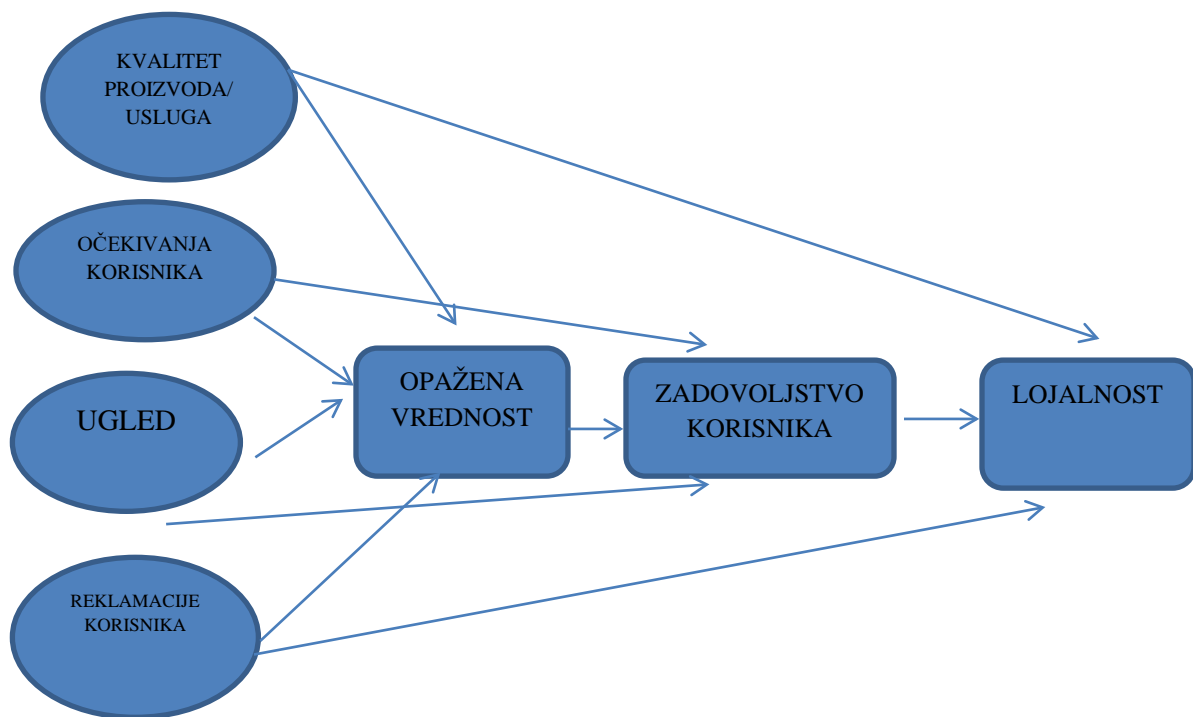 KVALITET
PROIZVODA/
USLUGA
OČEKIVANJA
KORISNIKA
UGLED
REKLAMACIJE
KORISNIKA
OPAŽENA
VREDNOST
ZADOVOLJSTVO
KORISNIKA
LOJALNOST